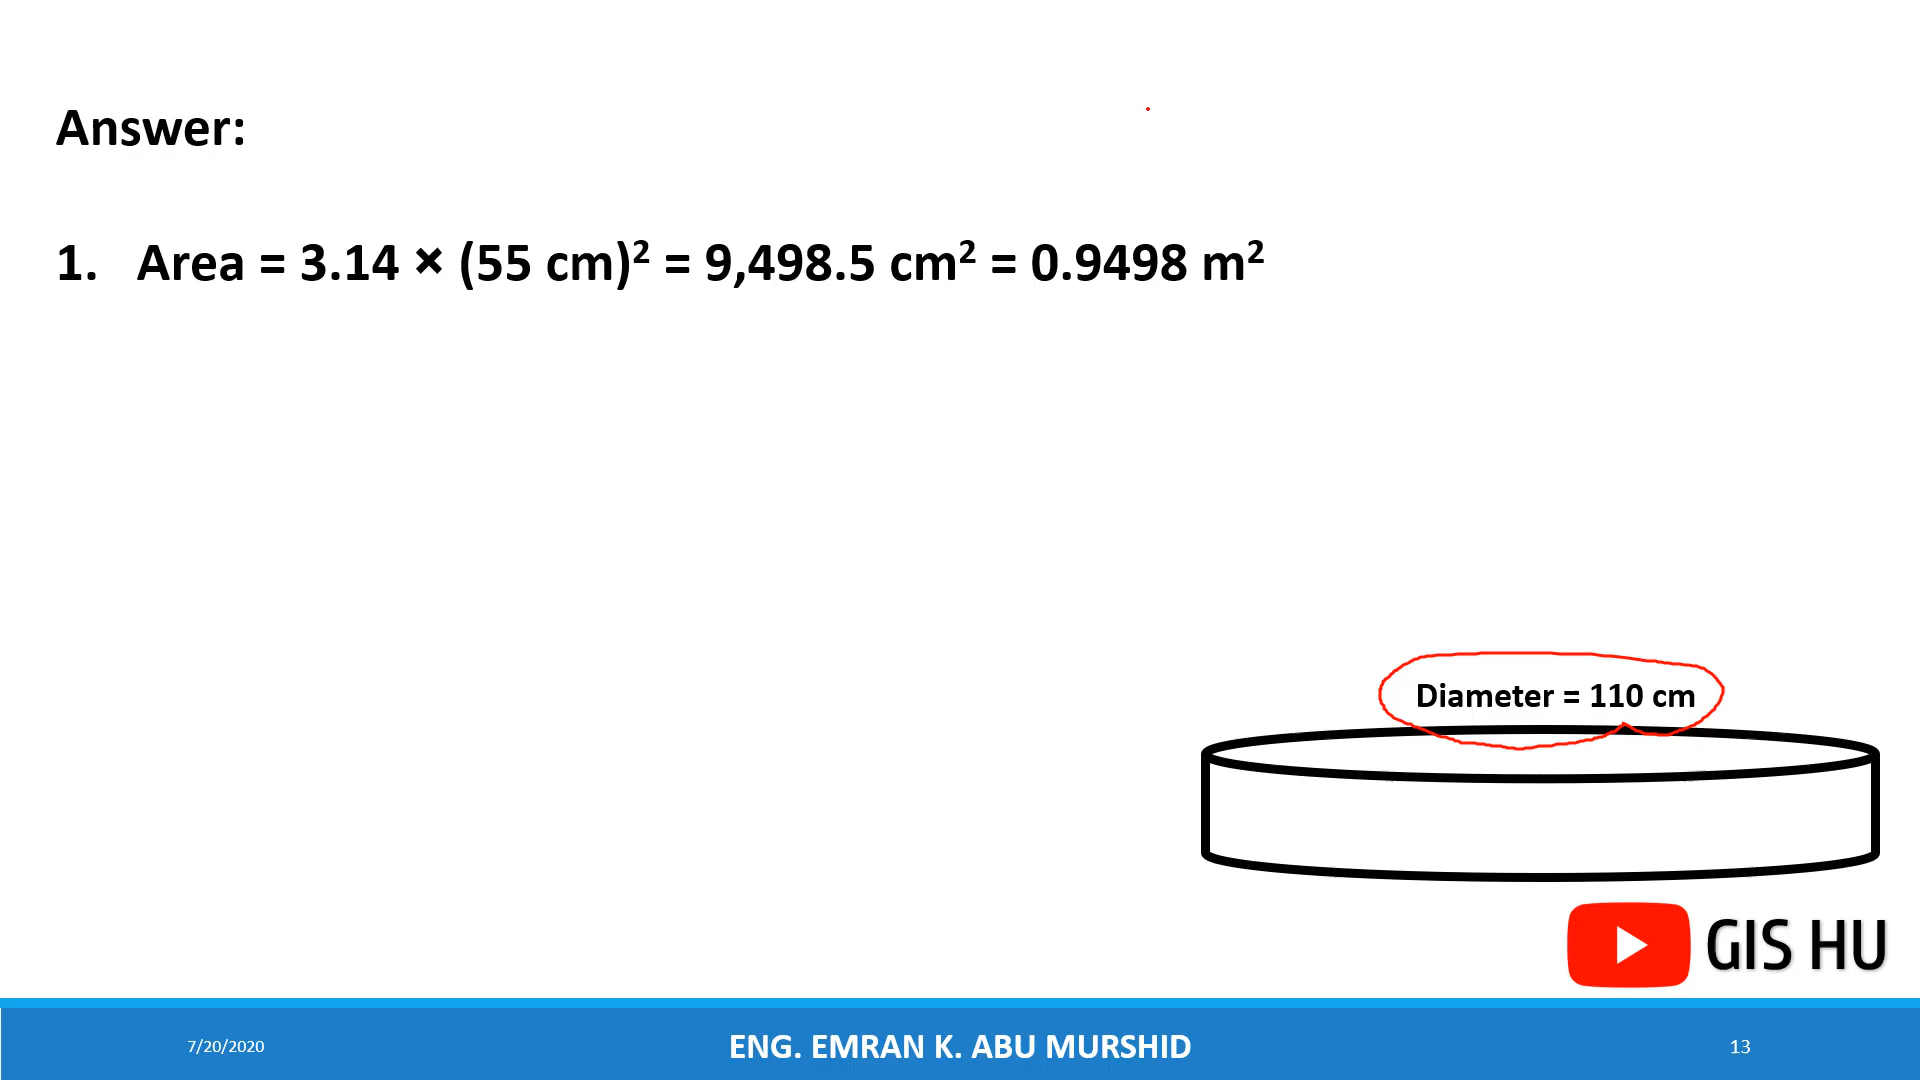 Answer:
1. Area = 3.14 × (55 cm)² = 9,498.5 cm² = 0.9498 m²
Diameter = 110 cm
GIS HU
7/20/2020
ENG. EMRAN K. ABU MURSHID
13